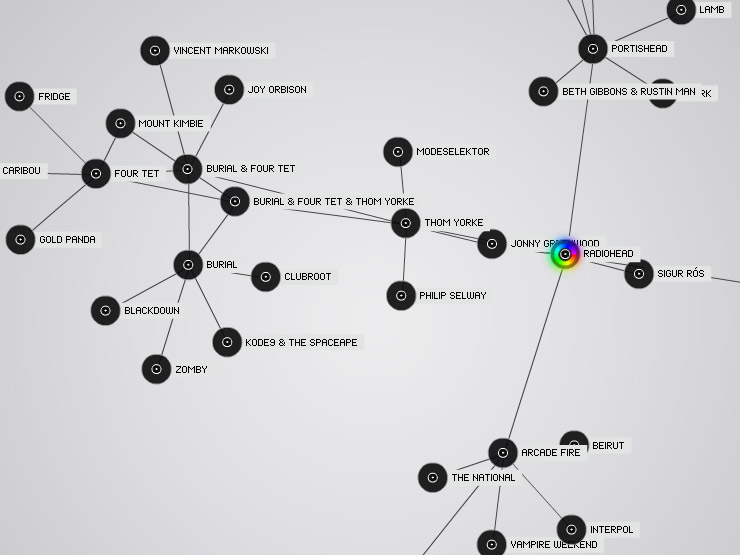 LAMB
VINCENT MARKOWSKI
PORTISHEAD
JOY ORBISON
FRIDGE
BETH GIBBONS & RUSTIN MAN
MOUNT KIMBIE
MODESELEKTOR
CARIBOU
FOUR TET
BURIAL & FOUR TET
BURIAL & FOUR TET & THOM YORKE
THOM YORKE
GOLD PANDA
JONNY GREENWOOD
RADIOHEAD
BURIAL
CLUBROOT
SIGUR RÓS
PHILIP SELWAY
BLACKDOWN
KODE9 & THE SPACEAPE
ZOMBY
BEIRUT
ARCADE FIRE
THE NATIONAL
INTERPOL
VAMPIRE WEEKEND